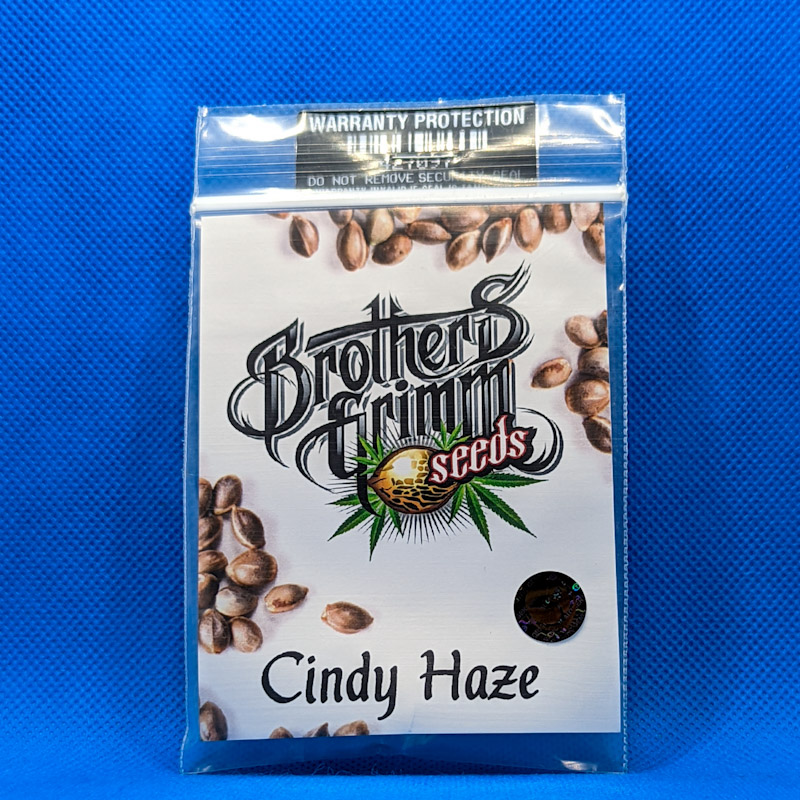 WARRANTY PROTECTION
DO NOT REMOVE SECURITY SEAL
BrotherS
Grimm
seeds
Cindy Haze